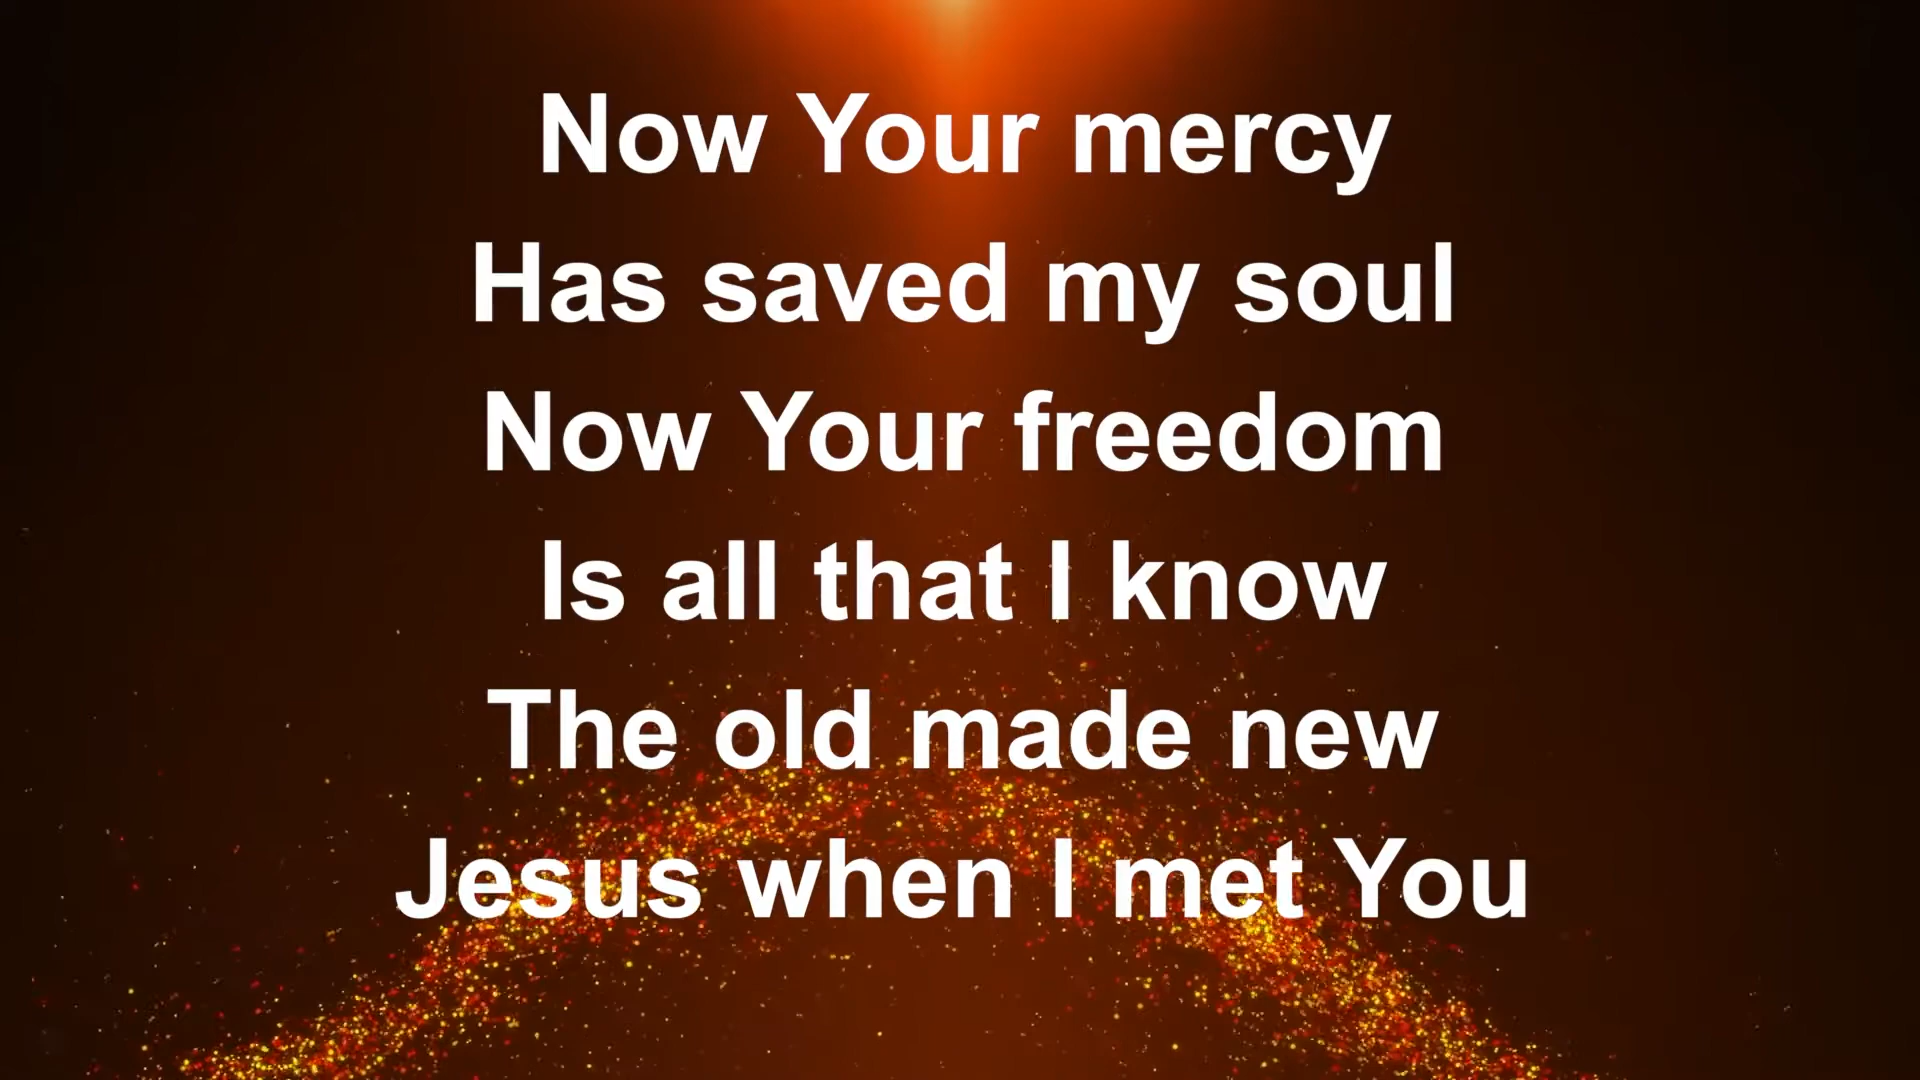 Now Your mercy
Has saved my soul
Now Your freedom
Is all that I know
The old made new
Jesus when I met You